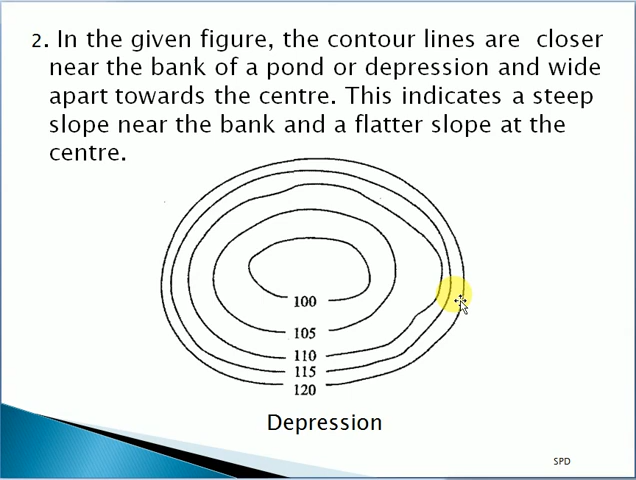 2. In the given figure, the contour lines are closer
near the bank of a pond or depression and wide
apart towards the centre. This indicates a steep
slope near the bank and a flatter slope at the
centre.
100
105
110
115
120
Depression
SPD